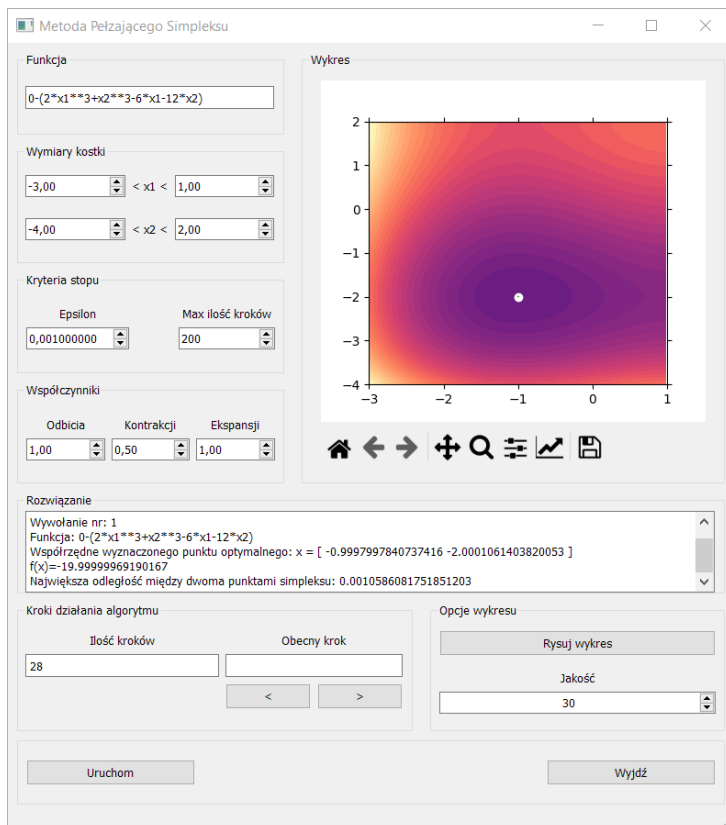 Metoda Pełzającego Simpleksu
Funkcja
0-(2*x1**3+x2**3-6*x1-12*x2)
Wymiary kostki
-3,00 < x1 < 1,00
-4,00 < x2 < 2,00
Kryteria stopu
Epsilon Max ilość kroków
0,001000000 200
Współczynniki
Odbicia Kontrakcji Ekspansji
1,00 0,50 1,00
Wykres
2
1
0
−1
−2
−3
−4
−3 −2 −1 0 1
Rozwiązanie
Wywołanie nr: 1
Funkcja: 0-(2*x1**3+x2**3-6*x1-12*x2)
Współrzędne wyznaczonego punktu optymalnego: x = [ -0.9997997840737416 -2.0001061403820053 ]
f(x)=-19.99999969190167
Największa odległość między dwoma punktami simpleksu: 0.0010586081751851203
Kroki działania algorytmu
Ilość kroków Obecny krok
28
< >
Opcje wykresu
Rysuj wykres
Jakość
30
Uruchom Wyjdź